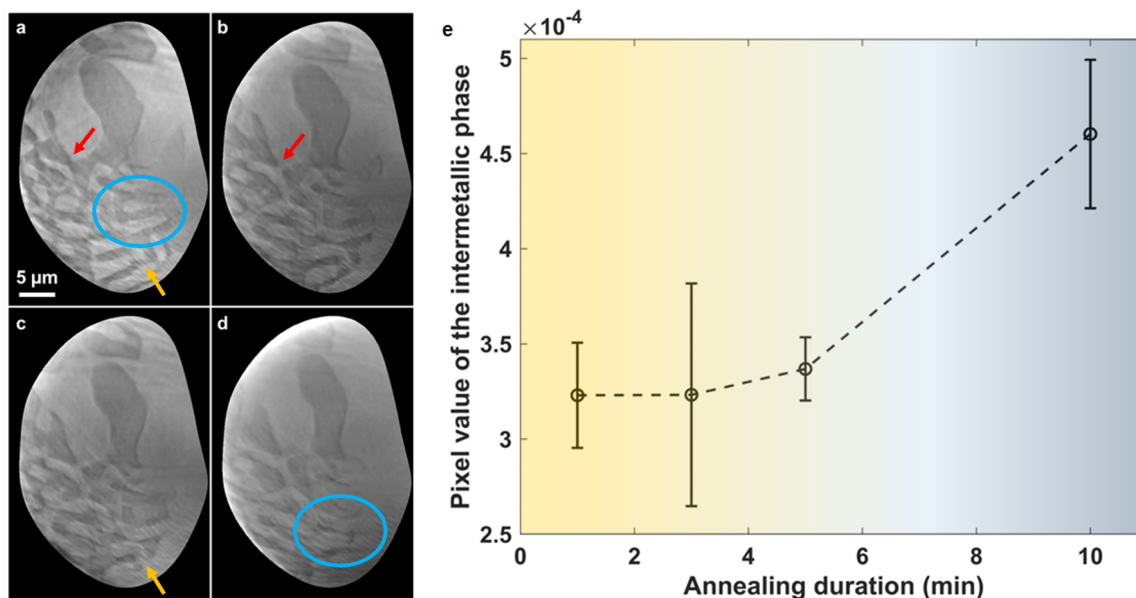 a
b
5 µm
c
d
e
×10⁻⁴
5
4.5
4
3.5
3
2.5
Pixel value of the intermetallic phase
0 2 4 6 8 10
Annealing duration (min)